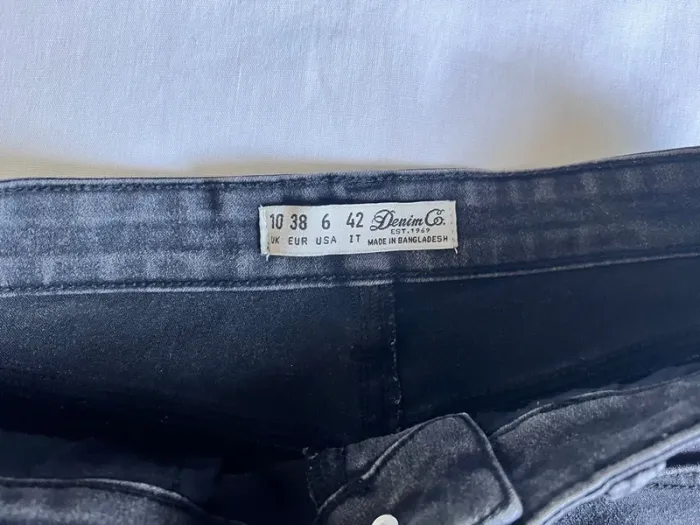 10 38 6 42 Denim Co.
UK EUR USA IT EST. 1969
MADE IN BANGLADESH